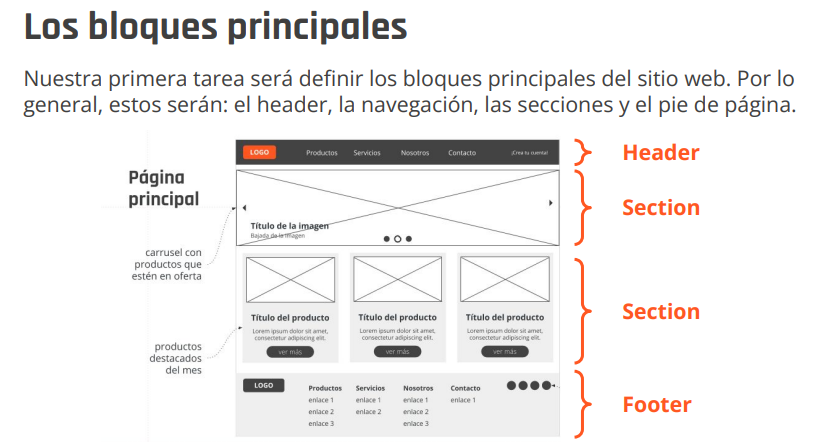 Los bloques principales
Nuestra primera tarea será definir los bloques principales del sitio web. Por lo
general, estos serán: el header, la navegación, las secciones y el pie de página.
LOGO Productos Servicios Nosotros Contacto ¡Crea tu cuenta!
Header
Página
principal
Section
Título de la imagen
Bajada de la imagen
carrusel con
productos que
estén en oferta
Título del producto Título del producto Título del producto
Lorem ipsum dolor sit amet, Lorem ipsum dolor sit amet, Lorem ipsum dolor sit amet,
consectetur adipiscing elit. consectetur adipiscing elit. consectetur adipiscing elit.
ver más ver más ver más
Section
productos
destacados
del mes
LOGO Productos Servicios Nosotros Contacto
enlace 1 enlace 1 enlace 1 enlace 1
enlace 2 enlace 2 enlace 2
enlace 3 enlace 3
Footer